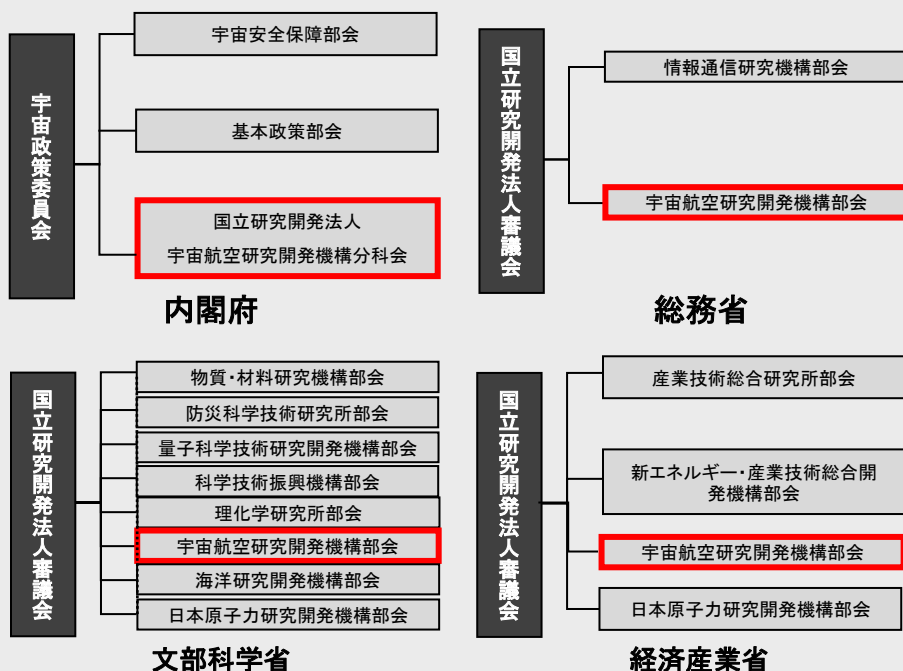 宇宙政策委員会
宇宙安全保障部会
基本政策部会
国立研究開発法人
宇宙航空研究開発機構分科会
内閣府
国立研究開発法人審議会
情報通信研究機構部会
宇宙航空研究開発機構部会
総務省
国立研究開発法人審議会
物質・材料研究機構部会
防災科学技術研究所部会
量子科学技術研究開発機構部会
科学技術振興機構部会
理化学研究所部会
宇宙航空研究開発機構部会
海洋研究開発機構部会
日本原子力研究開発機構部会
文部科学省
国立研究開発法人審議会
産業技術総合研究所部会
新エネルギー・産業技術総合開
発機構部会
宇宙航空研究開発機構部会
日本原子力研究開発機構部会
経済産業省